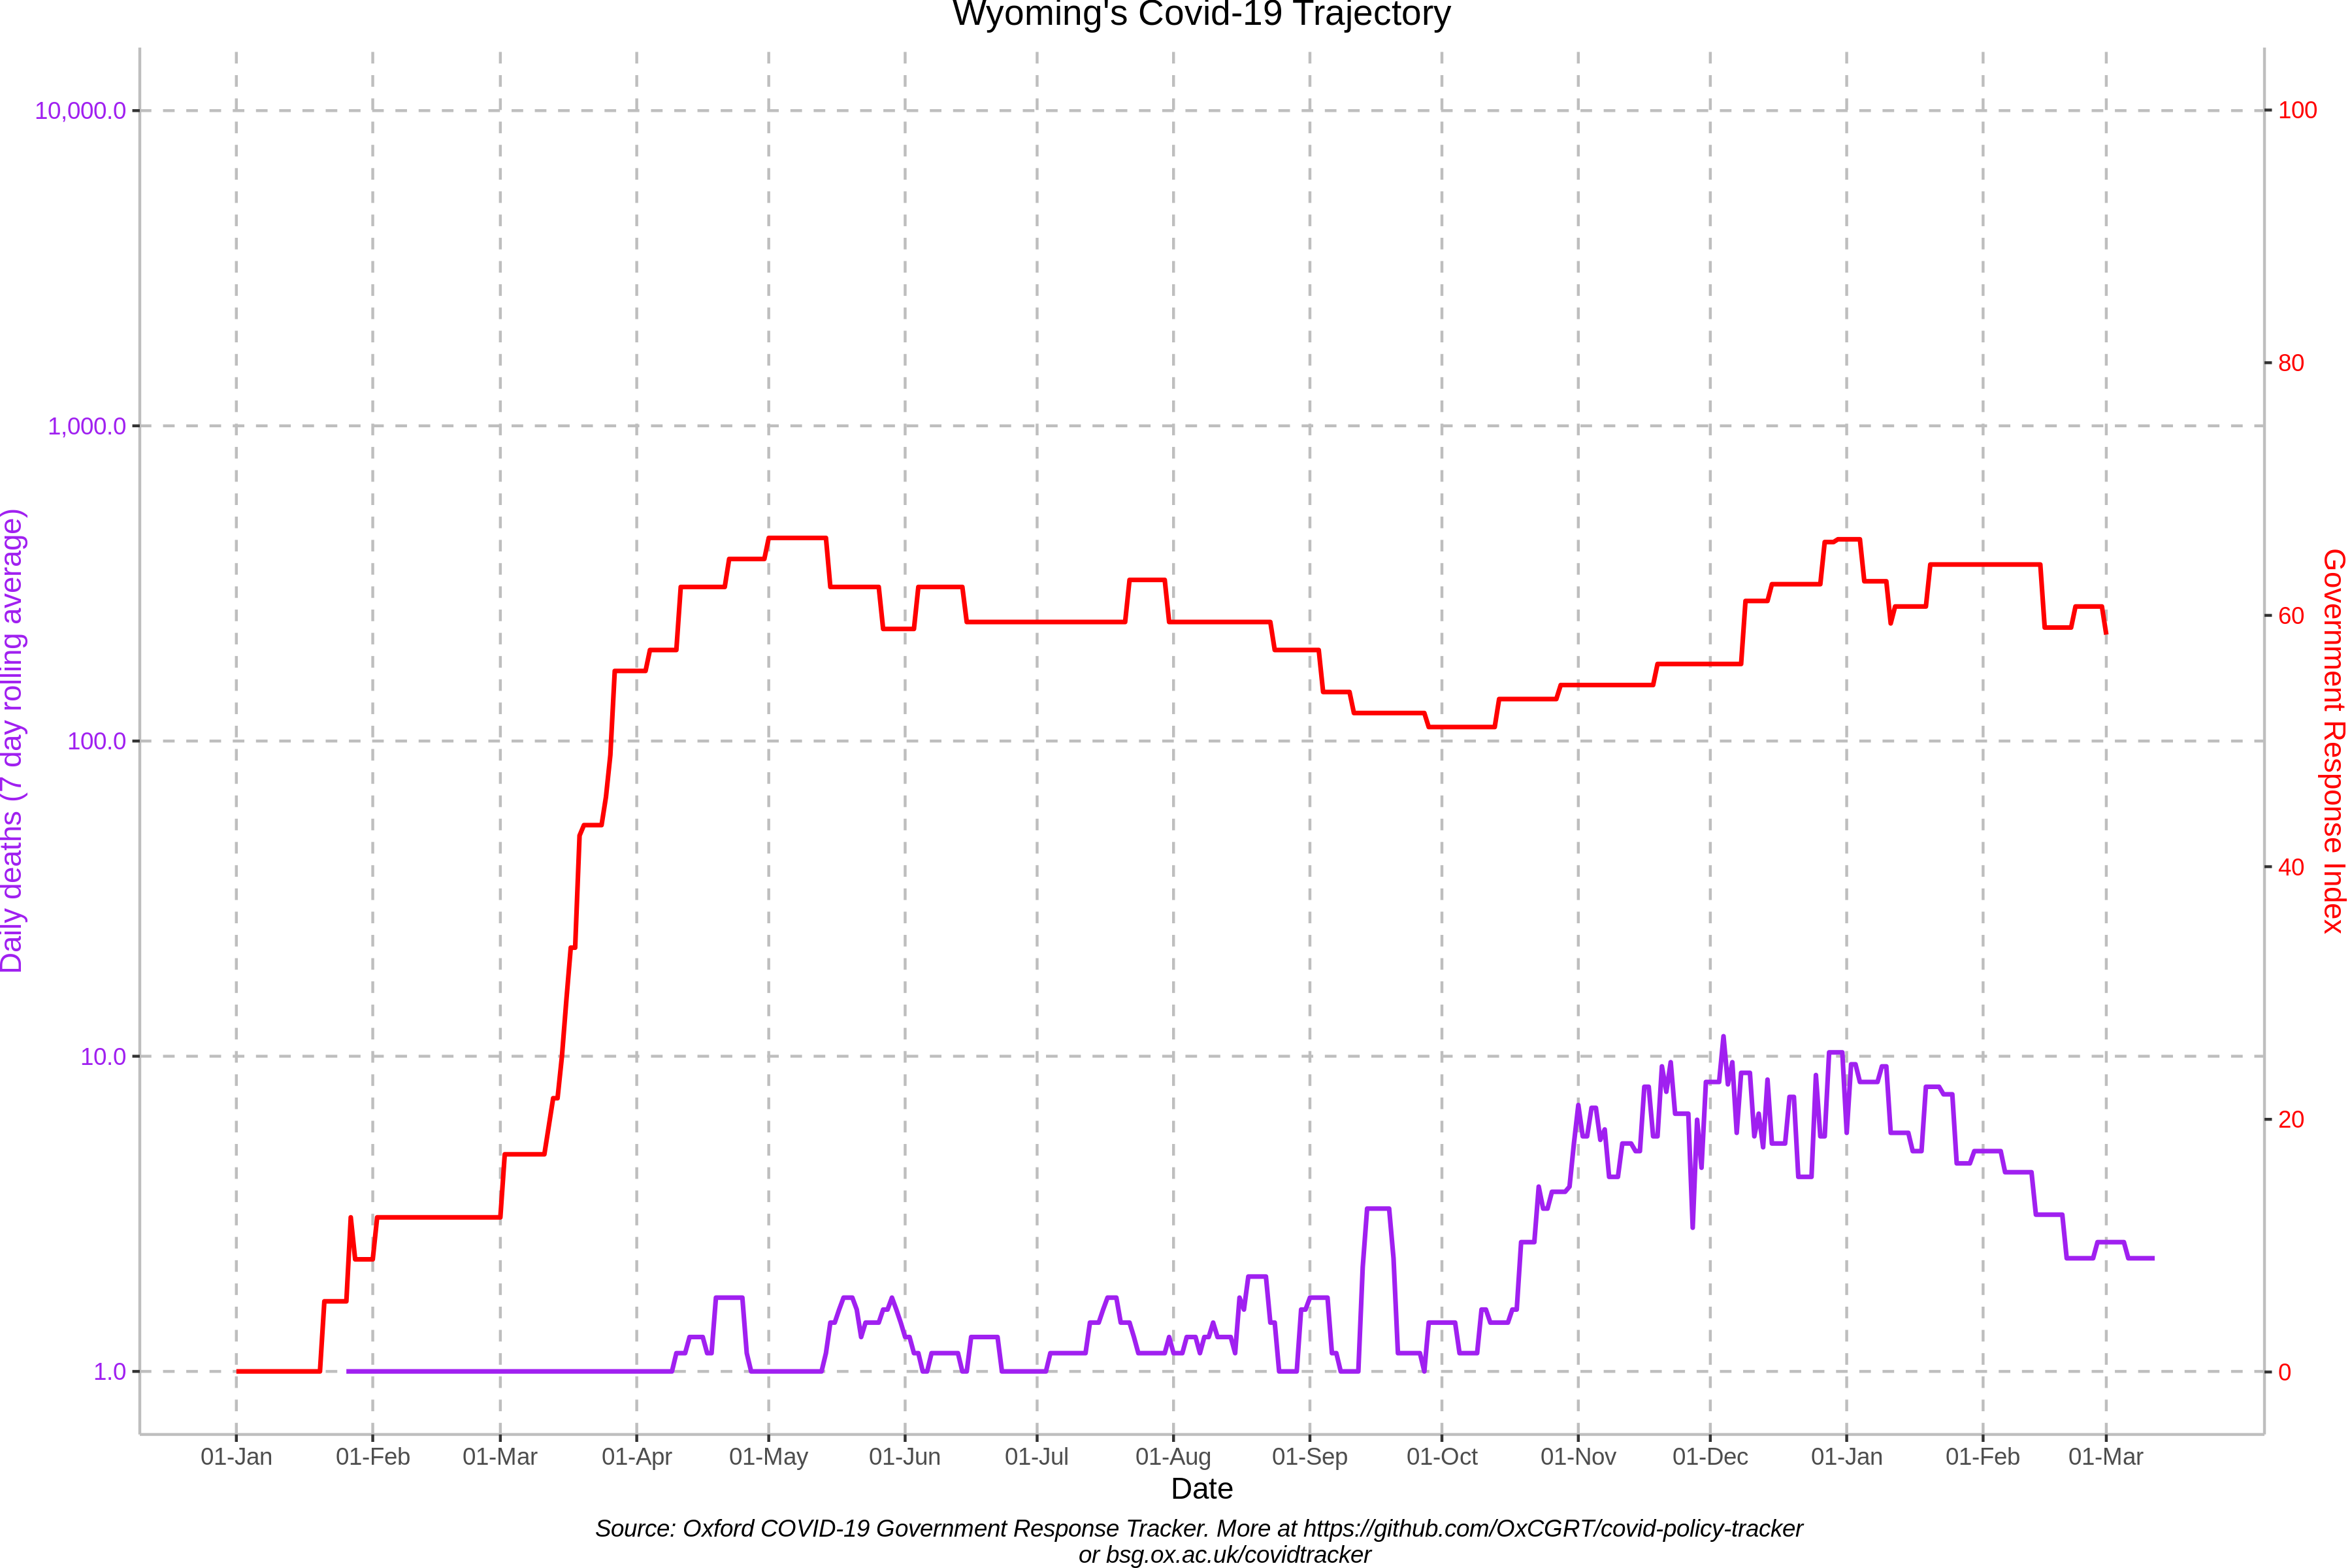 Wyoming's Covid-19 Trajectory
10,000.0
1,000.0
100.0
10.0
1.0
Daily deaths (7 day rolling average)
100
80
60
40
20
0
Government Response Index
01-Jan 01-Feb 01-Mar 01-Apr 01-May 01-Jun 01-Jul 01-Aug 01-Sep 01-Oct 01-Nov 01-Dec 01-Jan 01-Feb 01-Mar
Date
Source: Oxford COVID-19 Government Response Tracker. More at https://github.com/OxCGRT/covid-policy-tracker
or bsg.ox.ac.uk/covidtracker